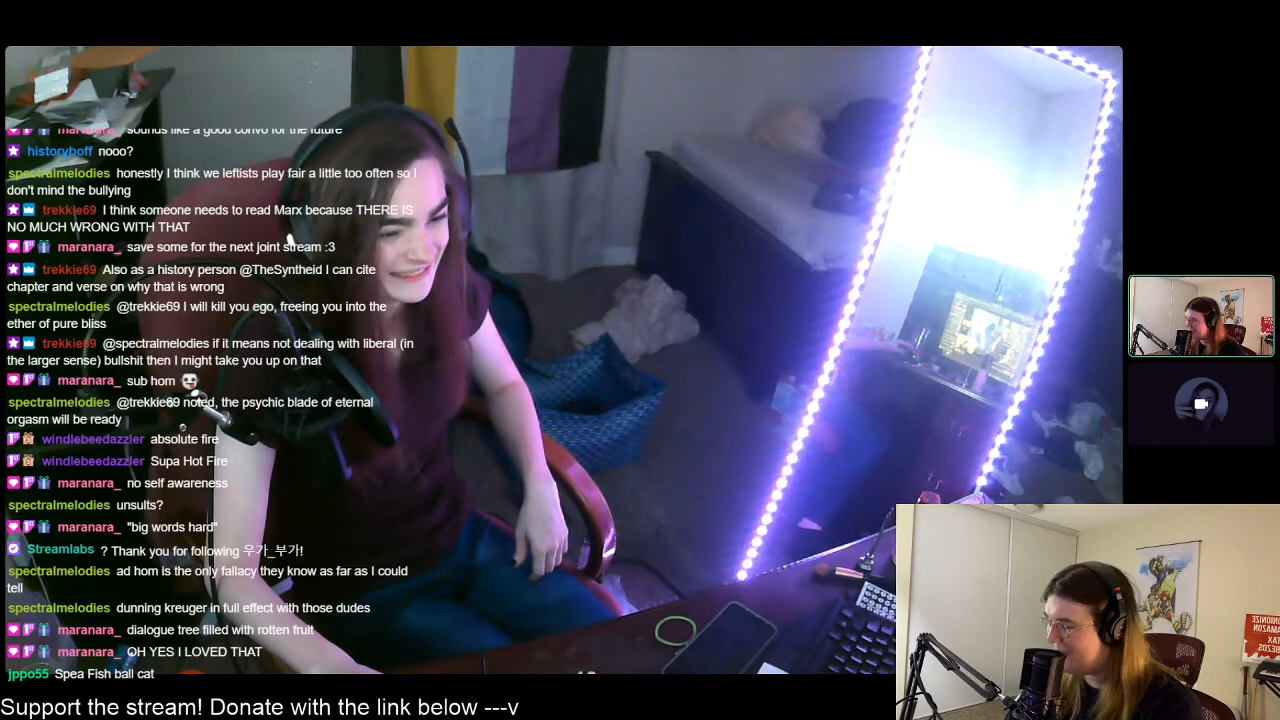 maranara_ sounds like a good convo for the future
historyboff nooo?
spectralmelodies honestly I think we leftists play fair a little too often so I
don't mind the bullying
trekkie69 I think someone needs to read Marx because THERE IS
NO MUCH WRONG WITH THAT
maranara_ save some for the next joint stream :3
trekkie69 Also as a history person @TheSyntheid I can cite
chapter and verse on why that is wrong
spectralmelodies @trekkie69 I will kill you ego, freeing you into the
ether of pure bliss
trekkie69 @spectralmelodies if it means not dealing with liberal (in
the larger sense) bullshit then I might take you up on that
maranara_ sub hom
spectralmelodies @trekkie69 noted, the psychic blade of eternal
orgasm will be ready
windlebeedazzler absolute fire
windlebeedazzler Supa Hot Fire
maranara_ no self awareness
spectralmelodies unsults?
maranara_ "big words hard"
Streamlabs ? Thank you for following 우가_부가!
spectralmelodies ad hom is the only fallacy they know as far as I could
tell
spectralmelodies dunning kreuger in full effect with those dudes
maranara_ dialogue tree filled with rotten fruit
maranara_ OH YES I LOVED THAT
jppo55 Spea Fish ball cat
Support the stream! Donate with the link below ---v
UNIONIZE
AMAZON
TAX
BEZOS